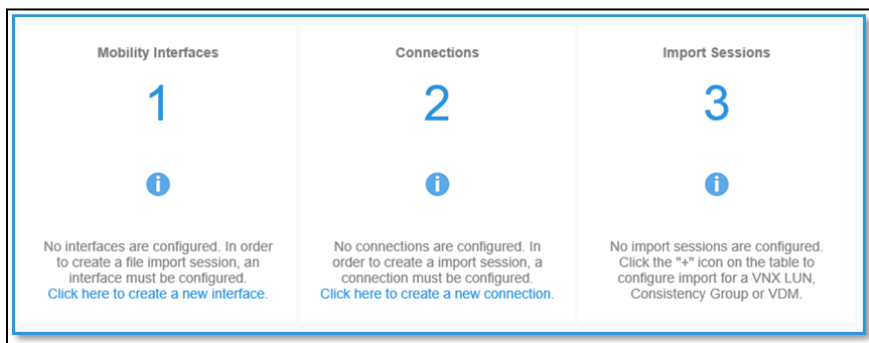 Mobility Interfaces
1
i
No interfaces are configured. In order
to create a file import session, an
interface must be configured.
Click here to create a new interface.
Connections
2
i
No connections are configured. In
order to create a import session, a
connection must be configured.
Click here to create a new connection.
Import Sessions
3
i
No import sessions are configured.
Click the "+" icon on the table to
configure import for a VNX LUN,
Consistency Group or VDM.